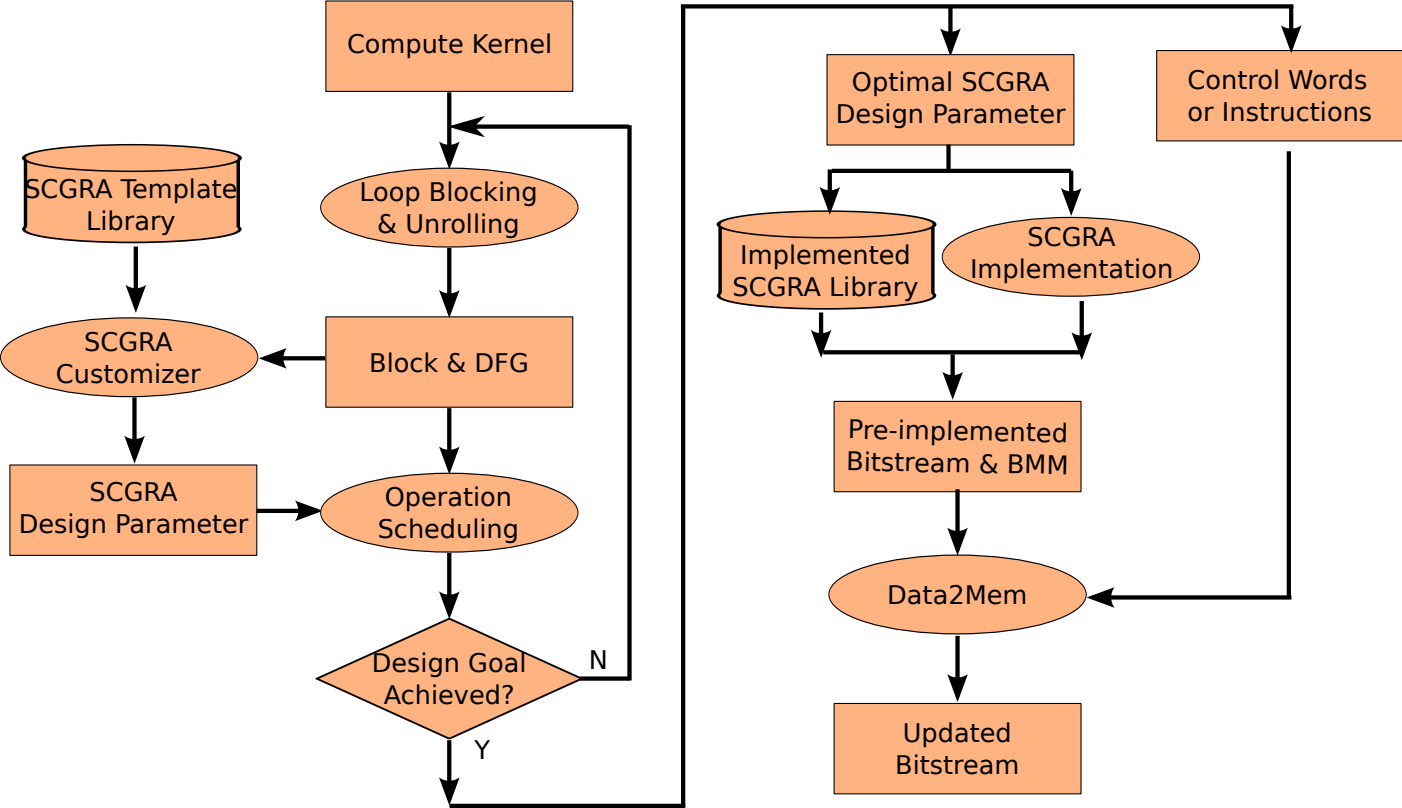 Compute Kernel
SCGRA Template
Library
Loop Blocking
& Unrolling
SCGRA
Customizer
Block & DFG
SCGRA
Design Parameter
Operation
Scheduling
Design Goal
Achieved?
N
Y
Optimal SCGRA
Design Parameter
Control Words
or Instructions
Implemented
SCGRA Library
SCGRA
Implementation
Pre-implemented
Bitstream & BMM
Data2Mem
Updated
Bitstream